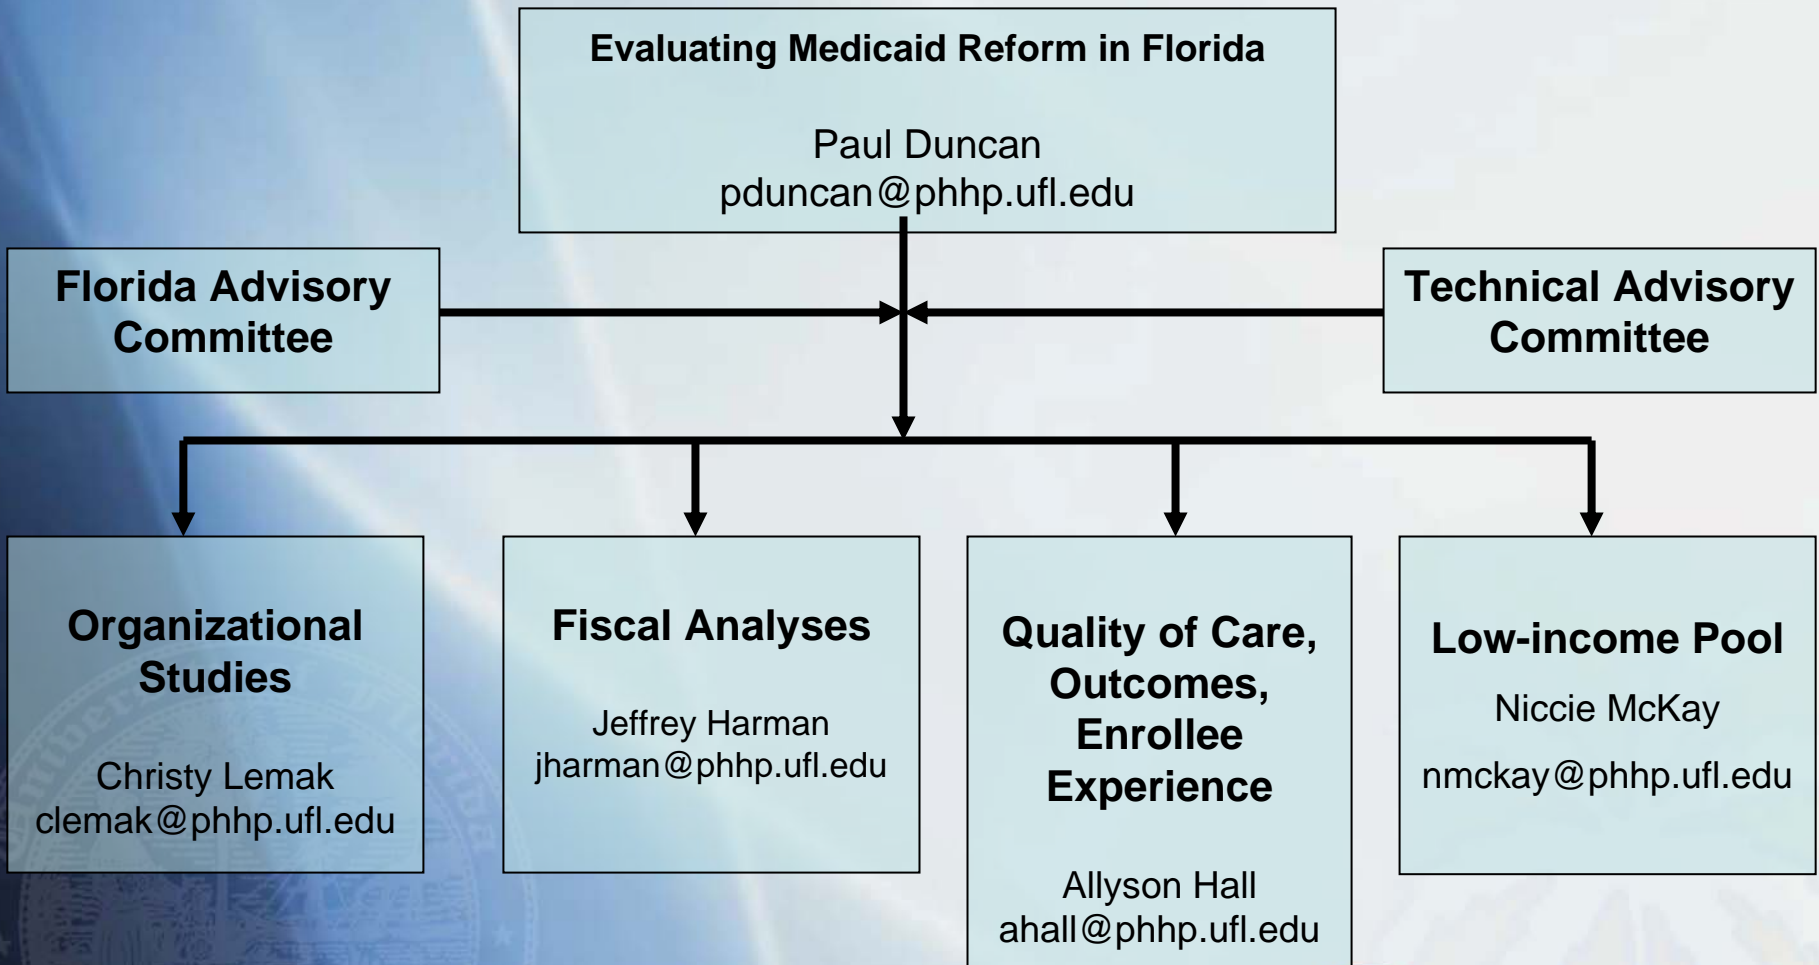 Evaluating Medicaid Reform in Florida
Paul Duncan
pduncan@phhp.ufl.edu
Florida Advisory
Committee
Technical Advisory
Committee
Organizational
Studies
Christy Lemak
clemak@phhp.ufl.edu
Fiscal Analyses
Jeffrey Harman
jharman@phhp.ufl.edu
Quality of Care,
Outcomes,
Enrollee
Experience
Allyson Hall
ahall@phhp.ufl.edu
Low-income Pool
Niccie McKay
nmckay@phhp.ufl.edu